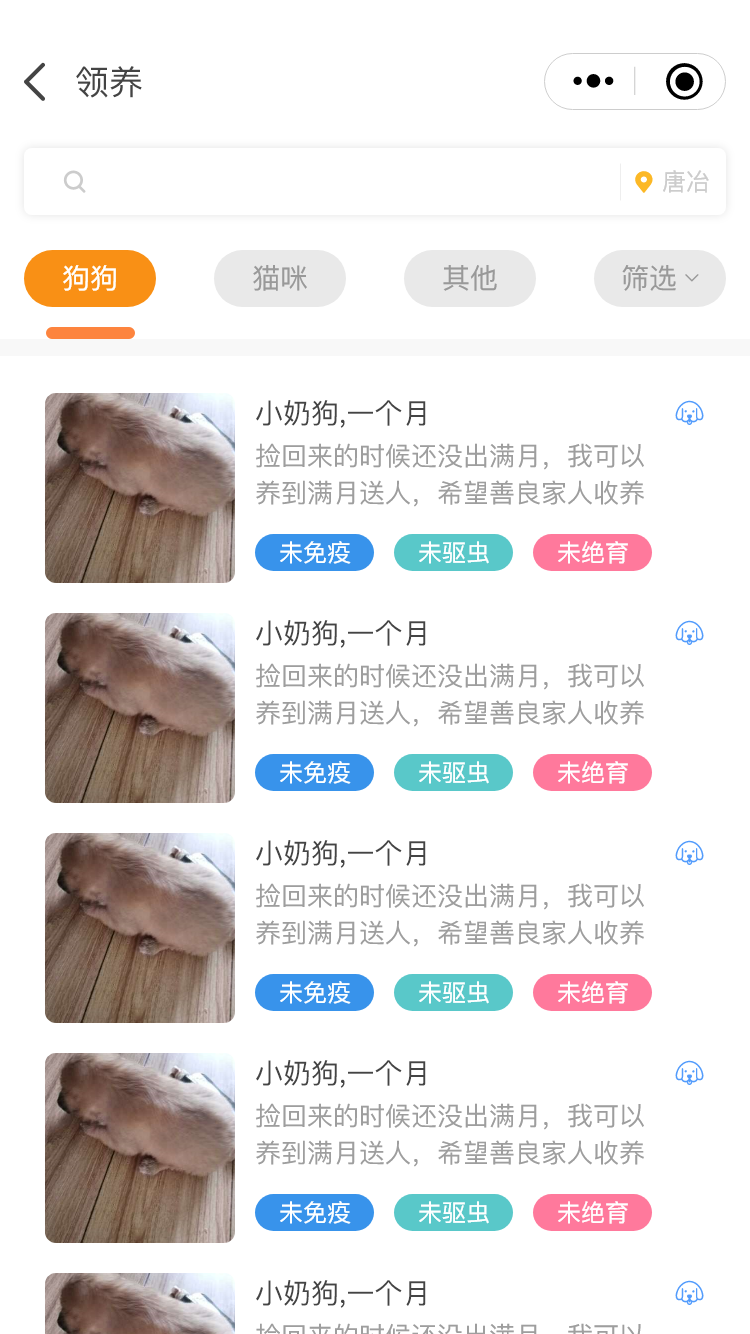 领养
唐冶
狗狗
猫咪
其他
筛选
小奶狗,一个月
捡回来的时候还没出满月，我可以
养到满月送人，希望善良家人收养
未免疫 未驱虫 未绝育
小奶狗,一个月
捡回来的时候还没出满月，我可以
养到满月送人，希望善良家人收养
未免疫 未驱虫 未绝育
小奶狗,一个月
捡回来的时候还没出满月，我可以
养到满月送人，希望善良家人收养
未免疫 未驱虫 未绝育
小奶狗,一个月
捡回来的时候还没出满月，我可以
养到满月送人，希望善良家人收养
未免疫 未驱虫 未绝育
小奶狗,一个月